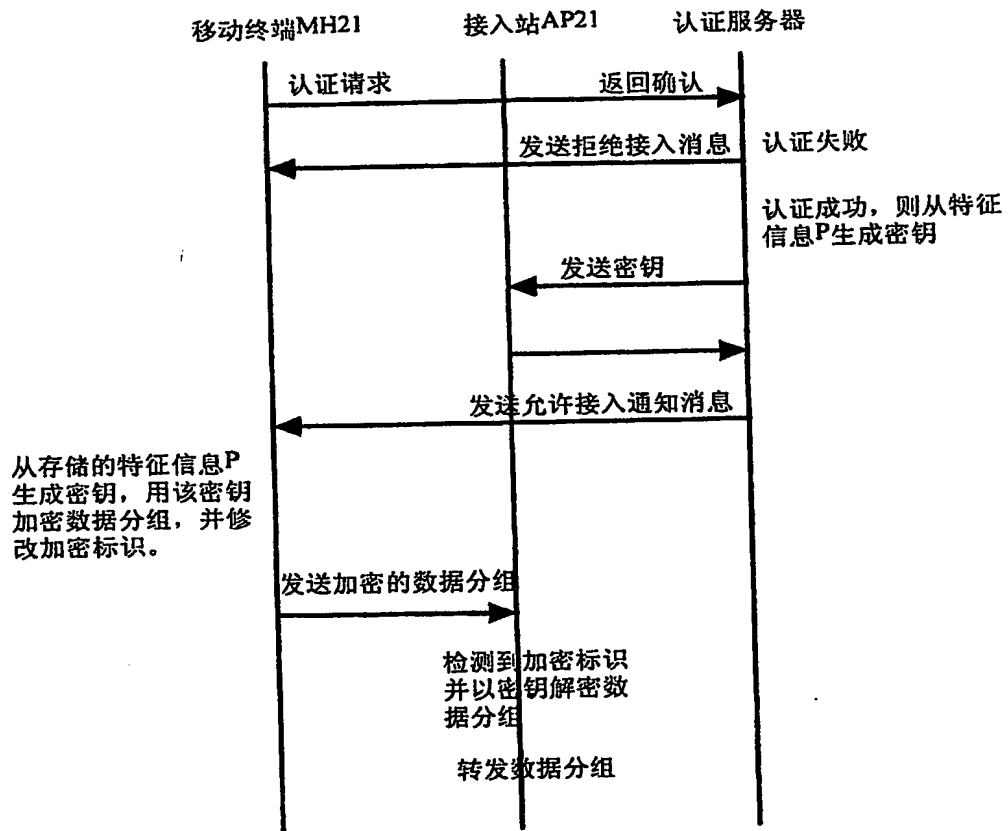 移动终端MH21
接入站AP21
认证服务器
认证请求
返回确认
发送拒绝接入消息
认证失败
认证成功，则从特征
信息P生成密钥
发送密钥
发送允许接入通知消息
从存储的特征信息P
生成密钥，用该密钥
加密数据分组，并修
改加密标识。
发送加密的数据分组
检测到加密标识
并以密钥解密数
据分组
转发数据分组